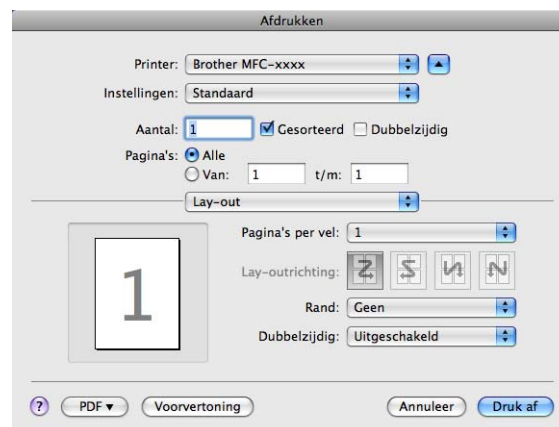 Afdrukken
Printer: Brother MFC-xxxx
Instellingen: Standaard
Aantal: 1 Gesorteerd Dubbelzijdig
Pagina's: Alle
Van: 1 t/m: 1
Lay-out
Pagina's per vel: 1
Lay-outrichting:
Rand: Geen
Dubbelzijdig: Uitgeschakeld
1
? PDF Voorvertoning Annuleer Druk af